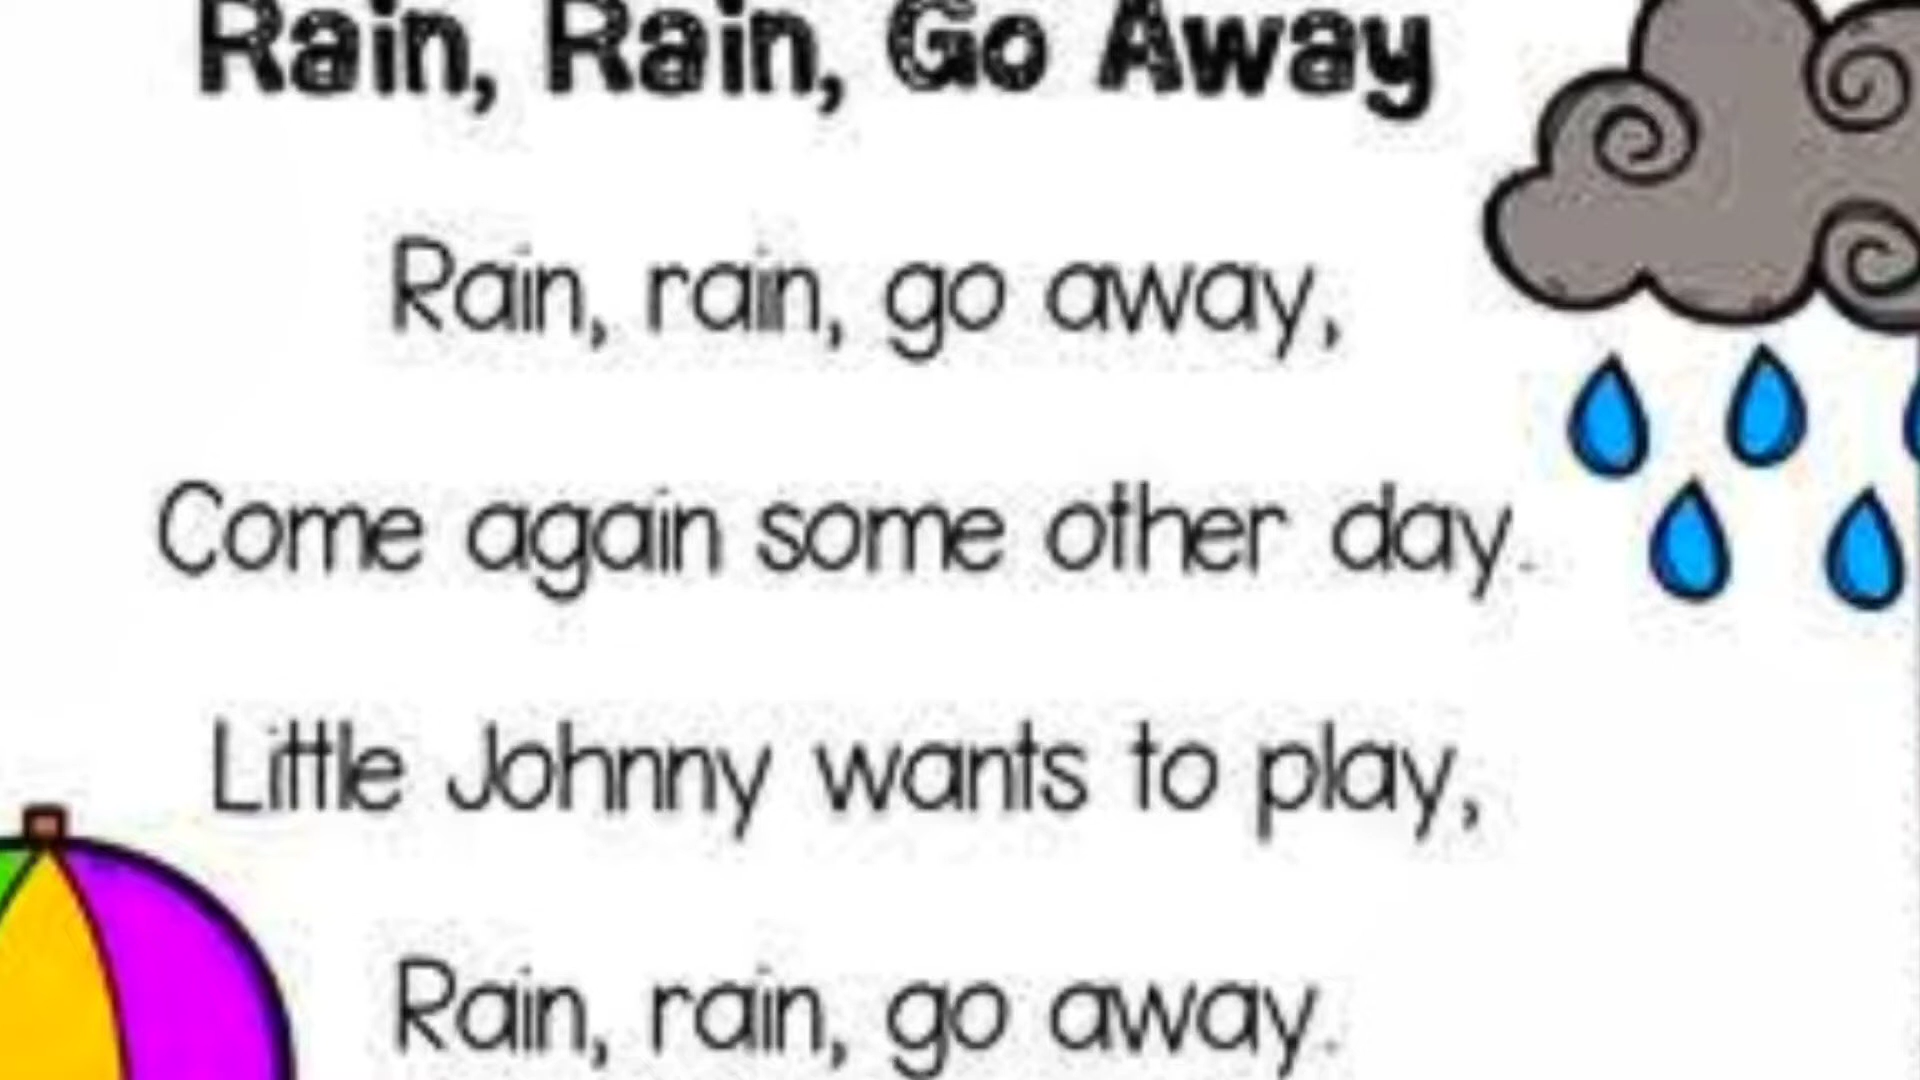 Rain, Rain, Go Away
Rain, rain, go away,
Come again some other day.
Little Johnny wants to play,
Rain, rain, go away.